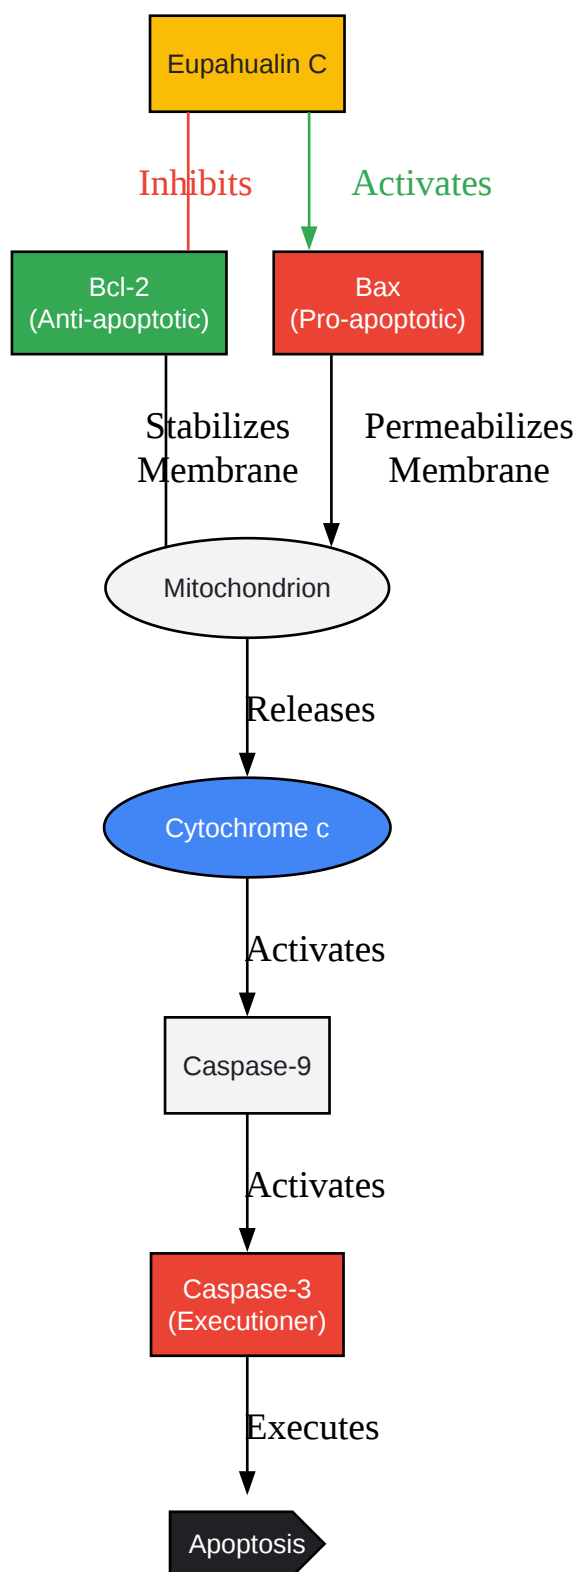 Eupahualin C
Inhibits
Activates
Bcl-2
(Anti-apoptotic)
Bax
(Pro-apoptotic)
Stabilizes
Membrane
Permeabilizes
Membrane
Mitochondrion
Releases
Cytochrome c
Activates
Caspase-9
Activates
Caspase-3
(Executioner)
Executes
Apoptosis